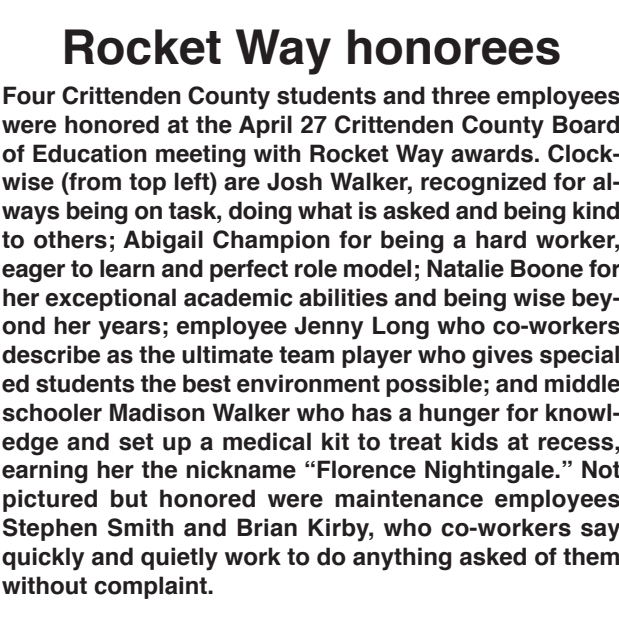 Rocket Way honorees
Four Crittenden County students and three employees
were honored at the April 27 Crittenden County Board
of Education meeting with Rocket Way awards. Clock-
wise (from top left) are Josh Walker, recognized for al-
ways being on task, doing what is asked and being kind
to others; Abigail Champion for being a hard worker,
eager to learn and perfect role model; Natalie Boone for
her exceptional academic abilities and being wise bey-
ond her years; employee Jenny Long who co-workers
describe as the ultimate team player who gives special
ed students the best environment possible; and middle
schooler Madison Walker who has a hunger for knowl-
edge and set up a medical kit to treat kids at recess,
earning her the nickname “Florence Nightingale.” Not
pictured but honored were maintenance employees
Stephen Smith and Brian Kirby, who co-workers say
quickly and quietly work to do anything asked of them
without complaint.